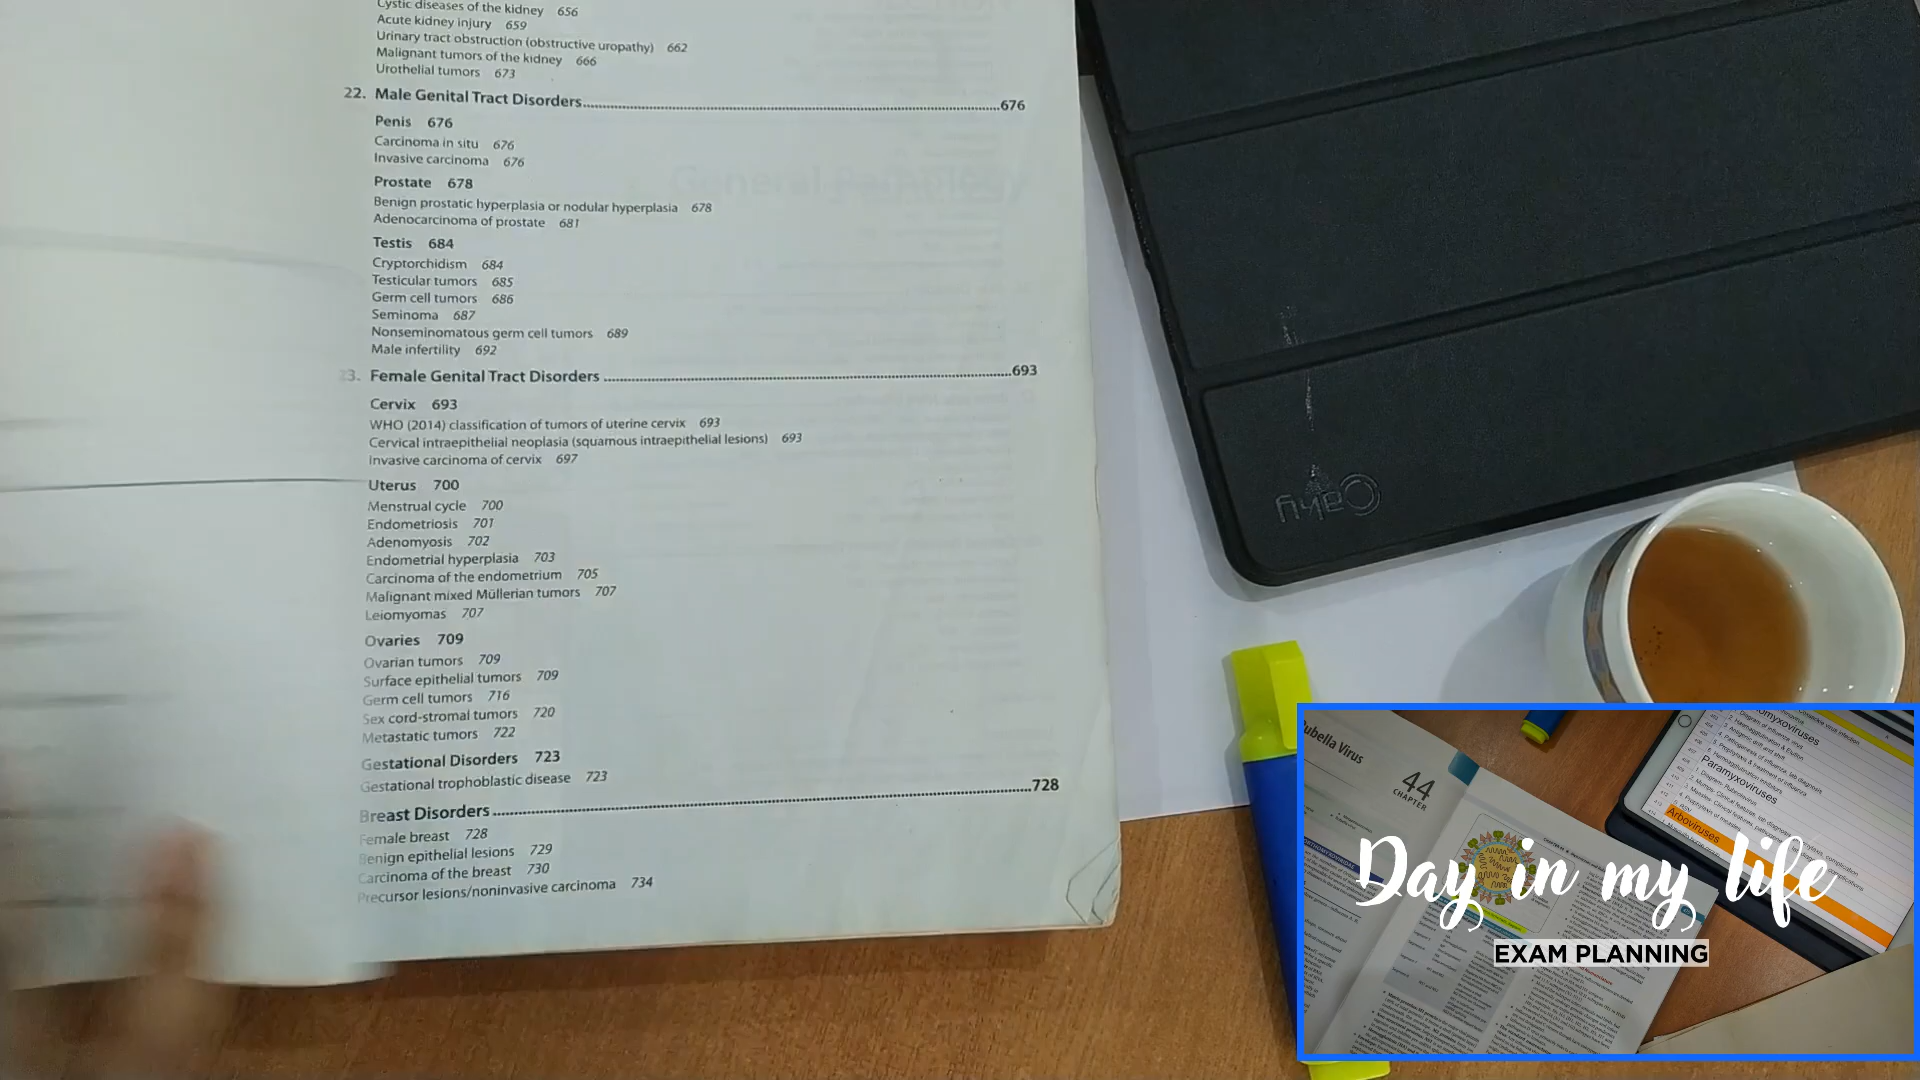 Cystic diseases of the kidney 656
Acute kidney injury 659
Urinary tract obstruction (obstructive uropathy) 662
Malignant tumors of the kidney 666
Urothelial tumors 673
22. Male Genital Tract Disorders 676
Penis 676
Carcinoma in situ 676
Invasive carcinoma 676
Prostate 678
Benign prostatic hyperplasia or nodular hyperplasia 678
Adenocarcinoma of prostate 681
Testis 684
Cryptorchidism 684
Testicular tumors 685
Germ cell tumors 686
Seminoma 687
Nonseminomatous germ cell tumors 689
Male infertility 692
23. Female Genital Tract Disorders 693
Cervix 693
WHO (2014) classification of tumors of uterine cervix 693
Cervical intraepithelial neoplasia (squamous intraepithelial lesions) 693
Invasive carcinoma of cervix 697
Uterus 700
Menstrual cycle 700
Endometriosis 701
Adenomyosis 702
Endometrial hyperplasia 703
Carcinoma of the endometrium 705
Malignant mixed Müllerian tumors 707
Leiomyomas 707
Ovaries 709
Ovarian tumors 709
Surface epithelial tumors 709
Germ cell tumors 716
Sex cord-stromal tumors 720
Metastatic tumors 722
Gestational Disorders 723
Gestational trophoblastic disease 723
Breast Disorders 728
Female breast 728
Benign epithelial lesions 729
Carcinoma of the breast 730
Precursor lesions/noninvasive carcinoma 734
General Pathology
Rubella Virus
44
CHAPTER
Paramyxoviruses
Arboviruses
Day in my life
EXAM PLANNING